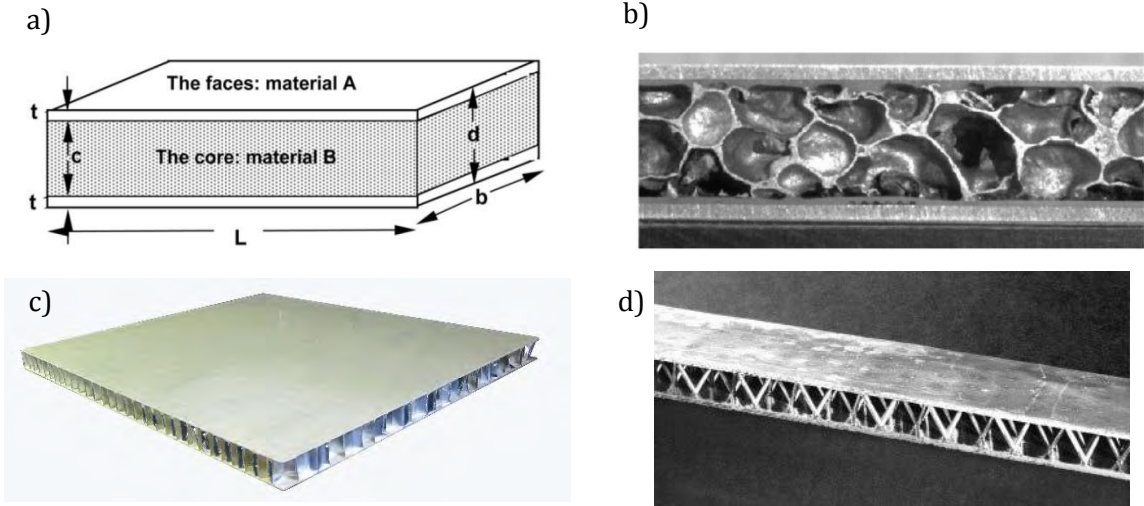 a)
b)
The faces: material A
t
c
The core: material B
d
t
b
L
c)
d)